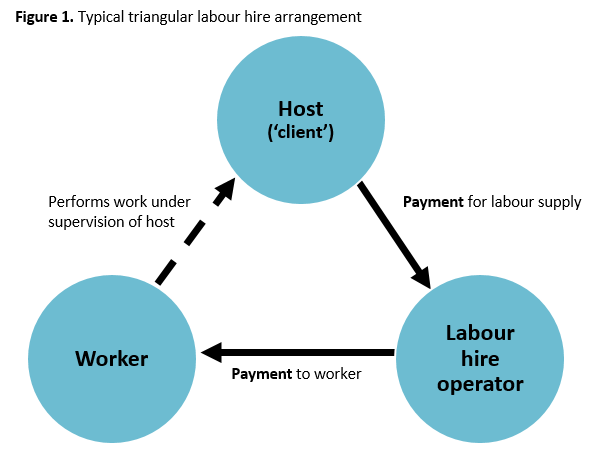 Figure 1. Typical triangular labour hire arrangement
Host
(‘client’)
Performs work under
supervision of host
Payment for labour supply
Worker
Labour
hire
operator
Payment to worker